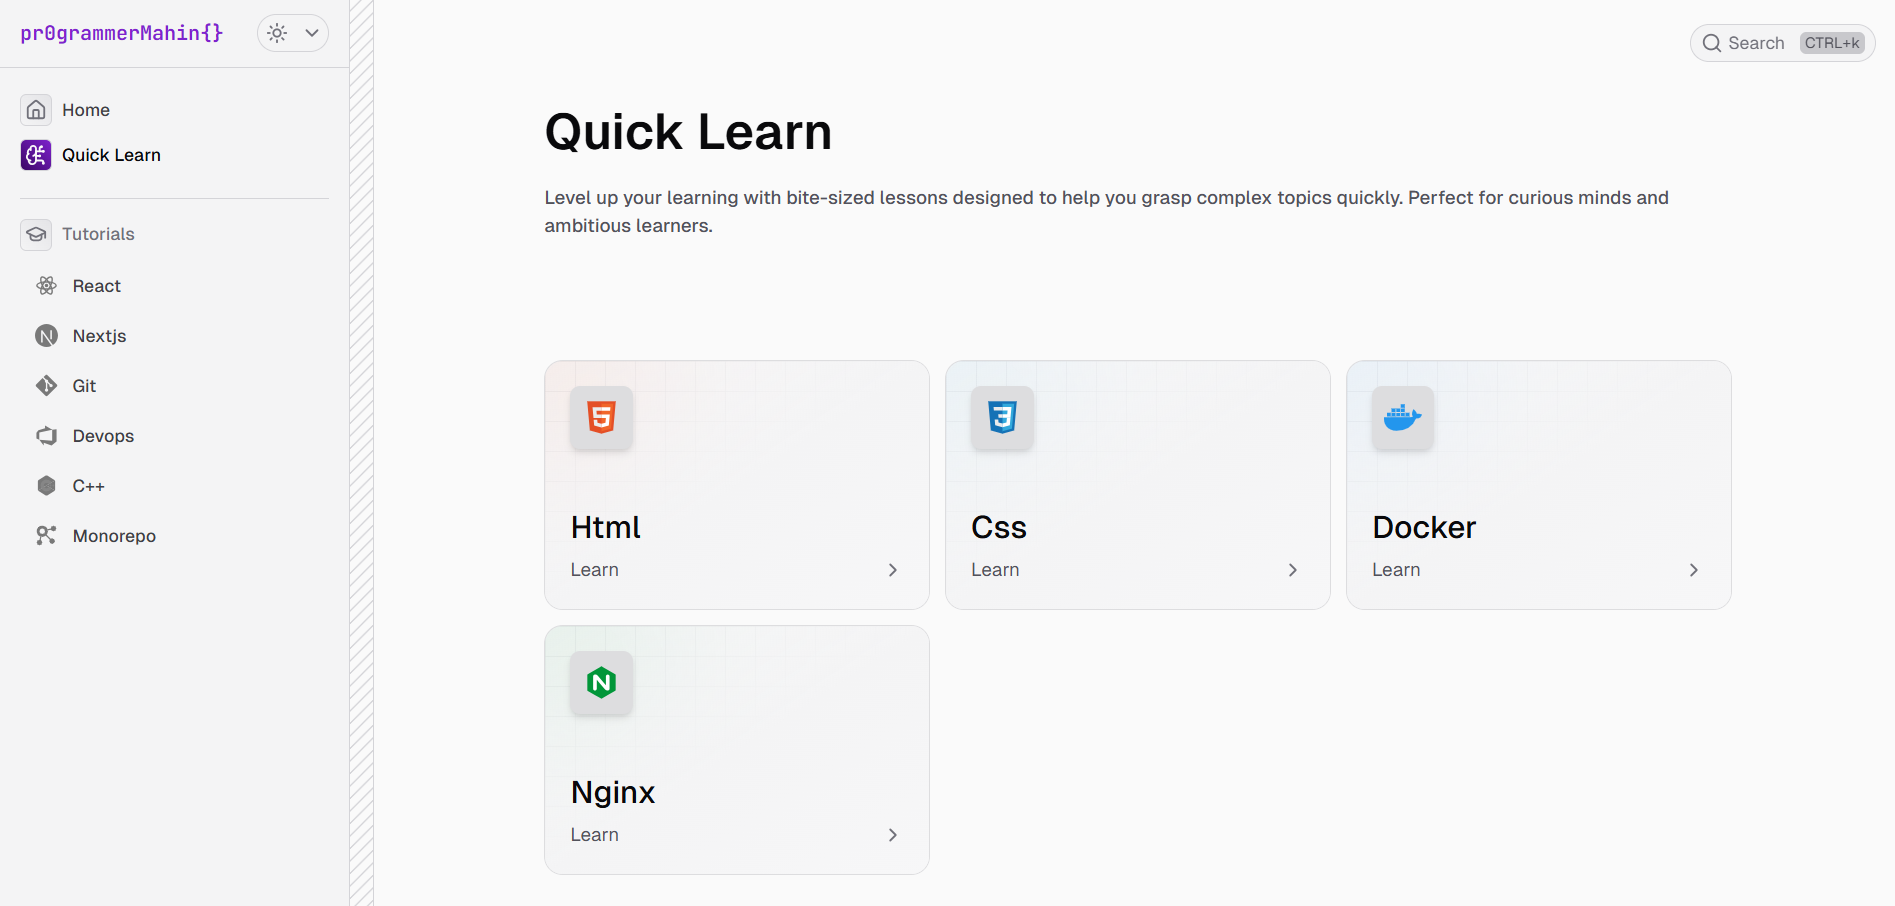 pr0grammerMahin{}
Home
Quick Learn
Tutorials
React
Nextjs
Git
Devops
C++
Monorepo
Search CTRL+k
Quick Learn
Level up your learning with bite-sized lessons designed to help you grasp complex topics quickly. Perfect for curious minds and
ambitious learners.
Html
Learn
Css
Learn
Docker
Learn
Nginx
Learn